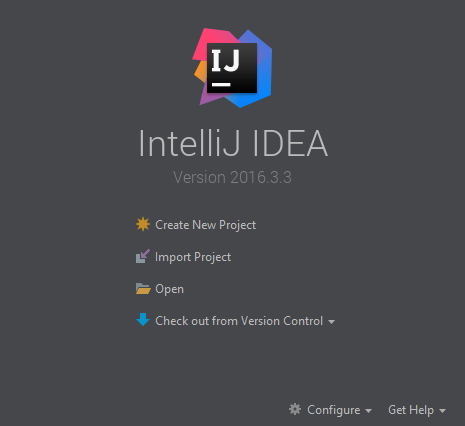 IJ
IntelliJ IDEA
Version 2016.3.3
Create New Project
Import Project
Open
Check out from Version Control
Configure Get Help